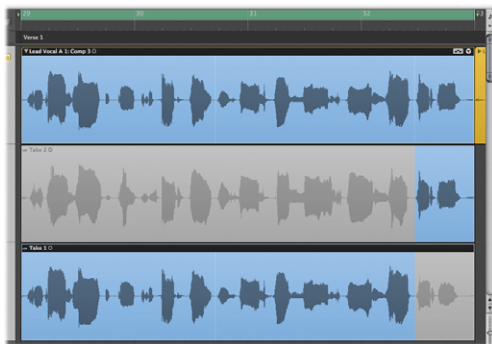 29 30 31 32
Verse 1
Lead Vocal A 1: Comp 3
Take 2
Take 1